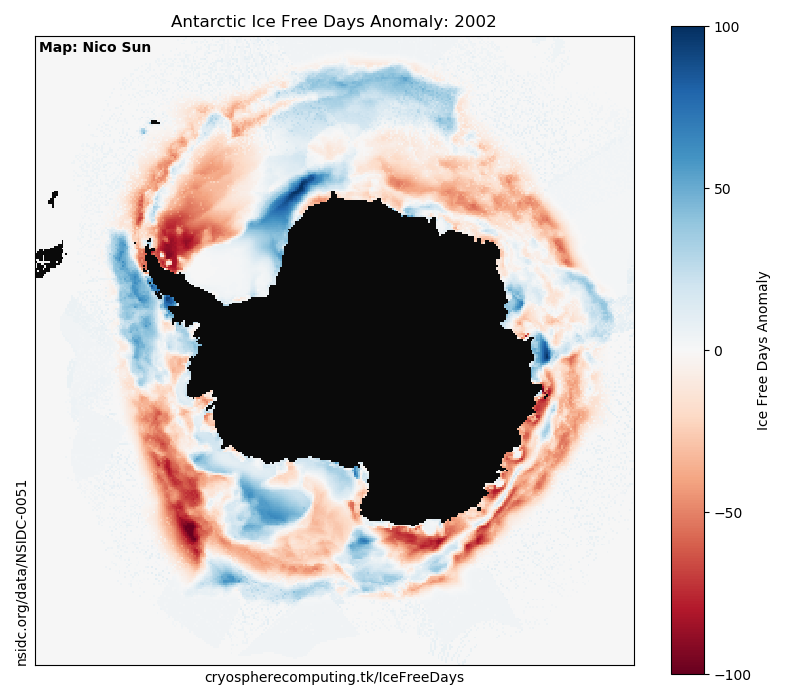 Antarctic Ice Free Days Anomaly: 2002
Map: Nico Sun
100
50
0
−50
−100
Ice Free Days Anomaly
nsidc.org/data/NSIDC-0051
cryospherecomputing.tk/IceFreeDays